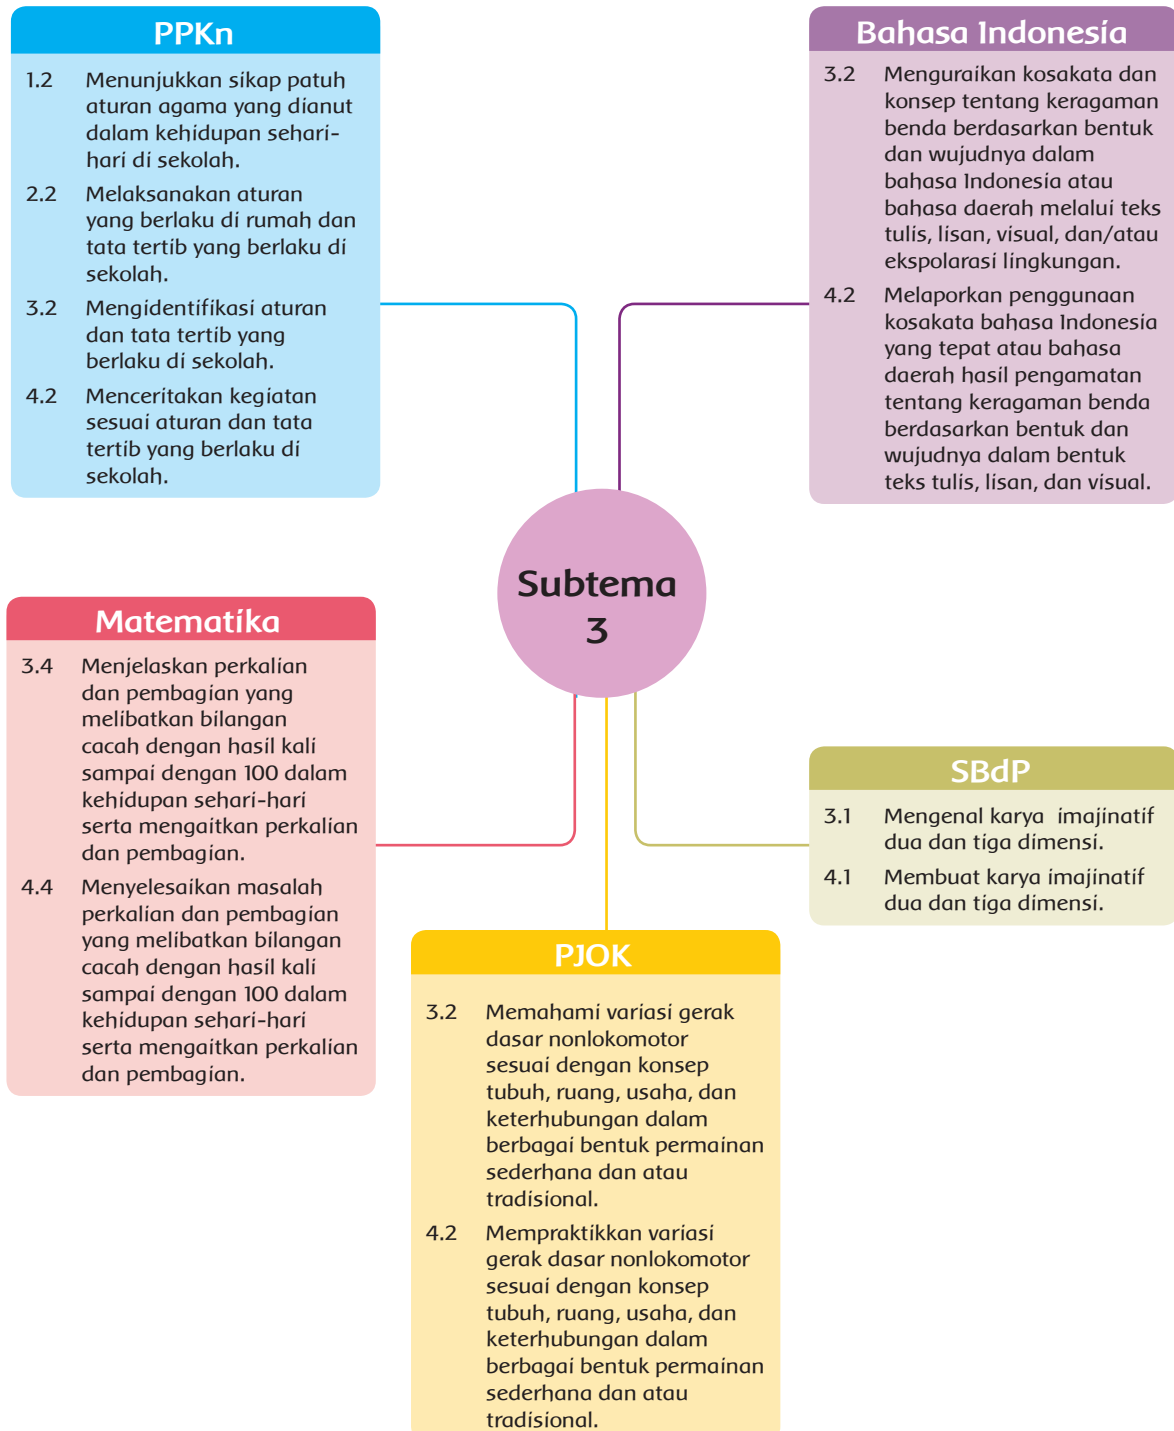 PPKn
1.2 Menunjukkan sikap patuh
aturan agama yang dianut
dalam kehidupan sehari-
hari di sekolah.
2.2 Melaksanakan aturan
yang berlaku di rumah dan
tata tertib yang berlaku di
sekolah.
3.2 Mengidentifikasi aturan
dan tata tertib yang
berlaku di sekolah.
4.2 Menceritakan kegiatan
sesuai aturan dan tata
tertib yang berlaku di
sekolah.
Bahasa Indonesia
3.2 Menguraikan kosakata dan
konsep tentang keragaman
benda berdasarkan bentuk
dan wujudnya dalam
bahasa Indonesia atau
bahasa daerah melalui teks
tulis, lisan, visual, dan/atau
ekspolarasi lingkungan.
4.2 Melaporkan penggunaan
kosakata bahasa Indonesia
yang tepat atau bahasa
daerah hasil pengamatan
tentang keragaman benda
berdasarkan bentuk dan
wujudnya dalam bentuk
teks tulis, lisan, dan visual.
Subtema
3
Matematika
3.4 Menjelaskan perkalian
dan pembagian yang
melibatkan bilangan
cacah dengan hasil kali
sampai dengan 100 dalam
kehidupan sehari-hari
serta mengaitkan perkalian
dan pembagian.
4.4 Menyelesaikan masalah
perkalian dan pembagian
yang melibatkan bilangan
cacah dengan hasil kali
sampai dengan 100 dalam
kehidupan sehari-hari
serta mengaitkan perkalian
dan pembagian.
SBdP
3.1 Mengenal karya imajinatif
dua dan tiga dimensi.
4.1 Membuat karya imajinatif
dua dan tiga dimensi.
PJOK
3.2 Memahami variasi gerak
dasar nonlokomotor
sesuai dengan konsep
tubuh, ruang, usaha, dan
keterhubungan dalam
berbagai bentuk permainan
sederhana dan atau
tradisional.
4.2 Mempraktikkan variasi
gerak dasar nonlokomotor
sesuai dengan konsep
tubuh, ruang, usaha, dan
keterhubungan dalam
berbagai bentuk permainan
sederhana dan atau
tradisional.